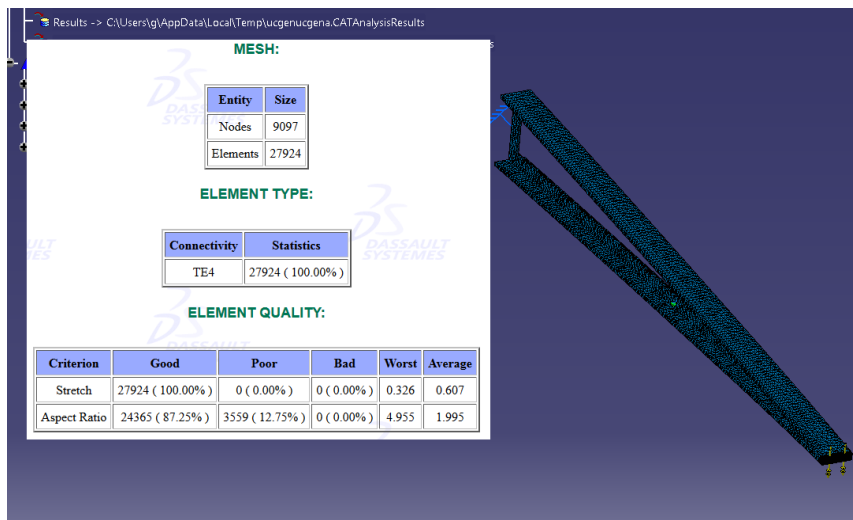 Results -> C:\Users\g\AppData\Local\Temp\ucgenucgena.CATAnalysisResults
MESH:
Entity Size
Nodes 9097
Elements 27924
ELEMENT TYPE:
Connectivity Statistics
TE4 27924 ( 100.00% )
ELEMENT QUALITY:
Criterion Good Poor Bad Worst Average
Stretch 27924 ( 100.00% ) 0 ( 0.00% ) 0 ( 0.00% ) 0.326 0.607
Aspect Ratio 24365 ( 87.25% ) 3559 ( 12.75% ) 0 ( 0.00% ) 4.955 1.995
DASSAULT
SYSTEMES